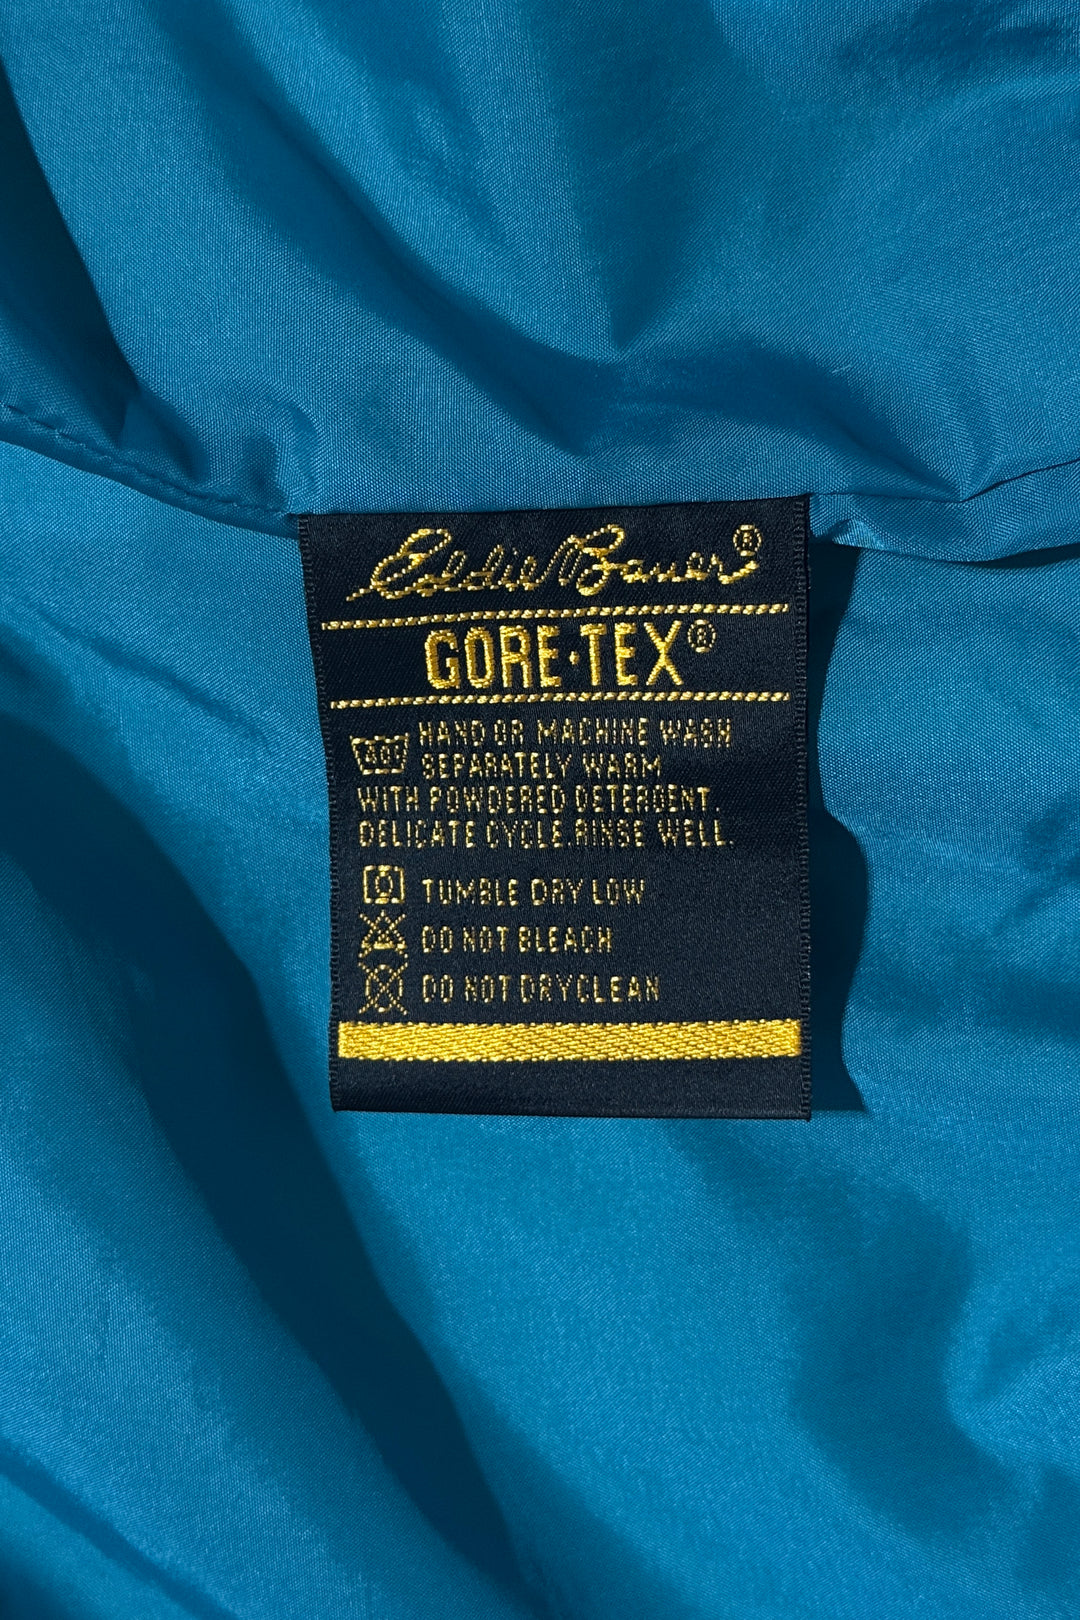 Eddie Bauer®
GORE-TEX®
HAND OR MACHINE WASH
SEPARATELY WARM
WITH POWDERED DETERGENT.
DELICATE CYCLE.RINSE WELL.
TUMBLE DRY LOW
DO NOT BLEACH
DO NOT DRYCLEAN